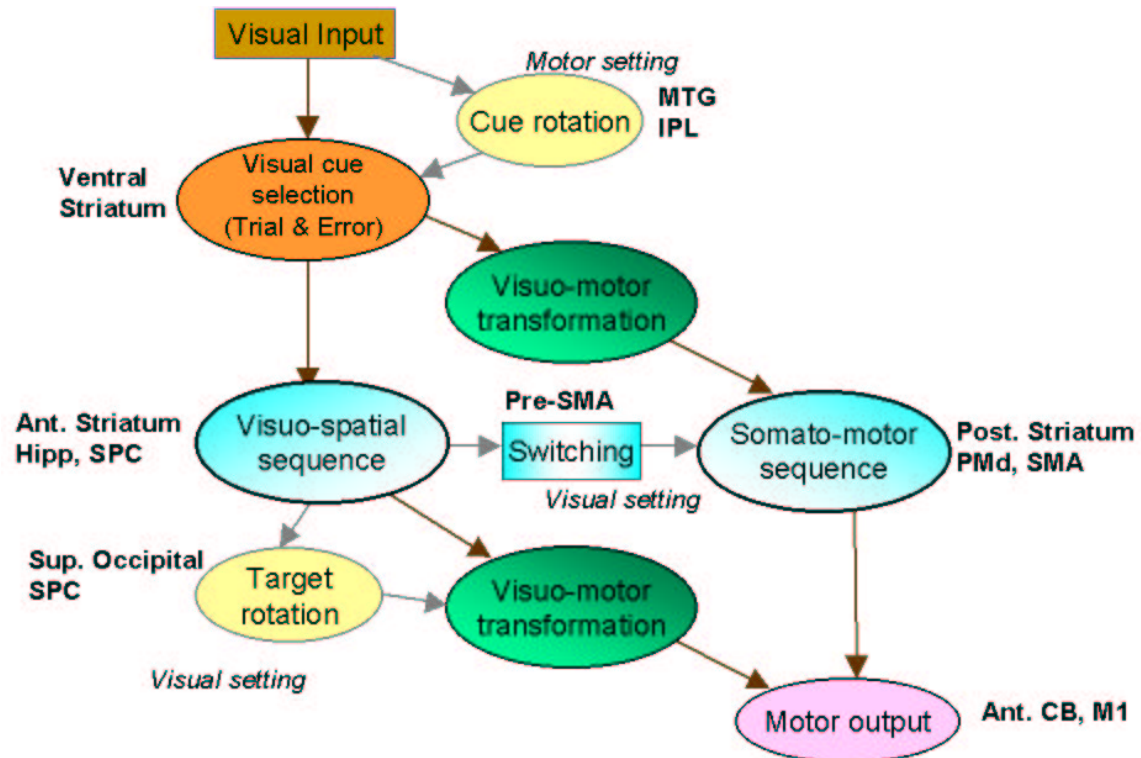 Visual Input
Motor setting
Cue rotation
MTG
IPL
Ventral
Striatum
Visual cue
selection
(Trial & Error)
Visuo-motor
transformation
Ant. Striatum
Hipp, SPC
Visuo-spatial
sequence
Pre-SMA
Switching
Visual setting
Somato-motor
sequence
Post. Striatum
PMd, SMA
Sup. Occipital
SPC
Target
rotation
Visual setting
Visuo-motor
transformation
Motor output
Ant. CB, M1